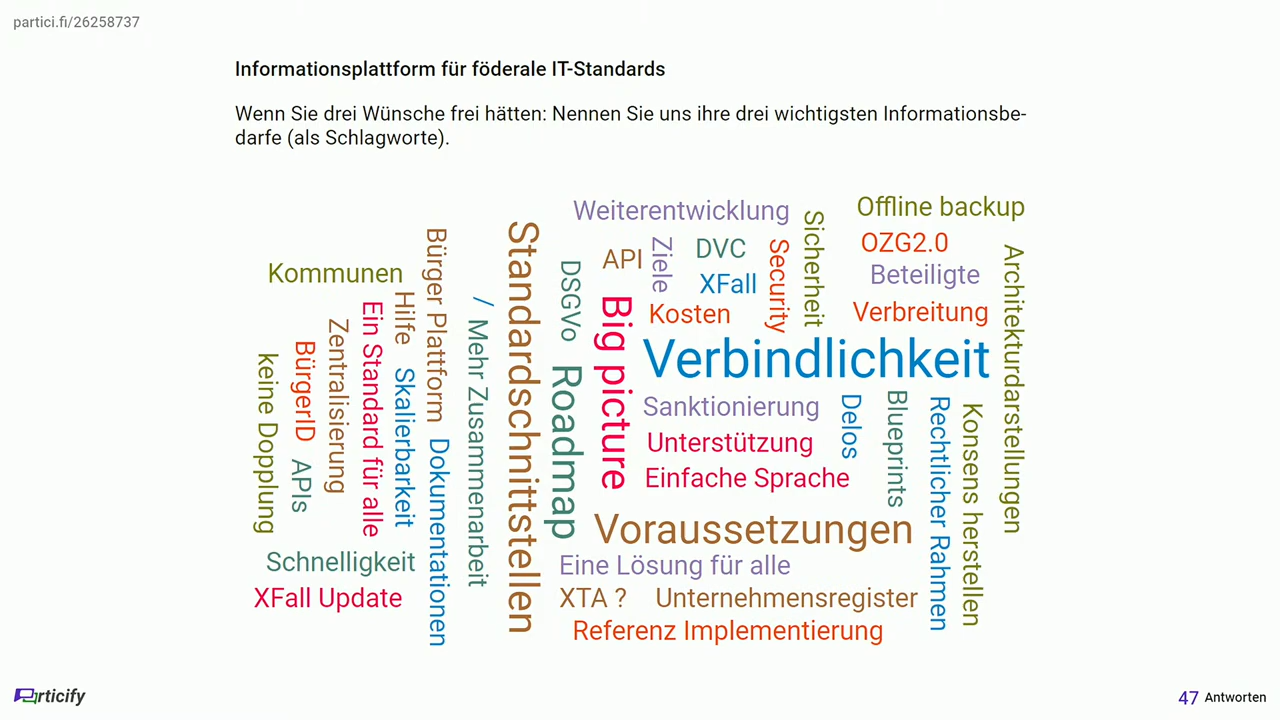 partici.fi/26258737
Informationsplattform für föderale IT-Standards
Wenn Sie drei Wünsche frei hätten: Nennen Sie uns ihre drei wichtigsten Informationsbe-
darfe (als Schlagworte).
Weiterentwicklung
Offline backup
Sicherheit
Bürger Plattform
Standardschnittstellen
API
Ziele
DVC
Security
OZG2.0
Architekturdarstellungen
Kommunen
DSGVo
XFall
Beteiligte
Hilfe
/
Big picture
Kosten
Verbreitung
Ein Standard für alle
Zentralisierung
Mehr Zusammenarbeit
BürgerID
Verbindlichkeit
keine Dopplung
Skalierbarkeit
Roadmap
Sanktionierung
Delos
Blueprints
Rechtlicher Rahmen
Konsens herstellen
Unterstützung
Dokumentationen
APIs
Einfache Sprache
Voraussetzungen
Schnelligkeit
Eine Lösung für alle
XFall Update
XTA ?
Unternehmensregister
Referenz Implementierung
Particify
47 Antworten